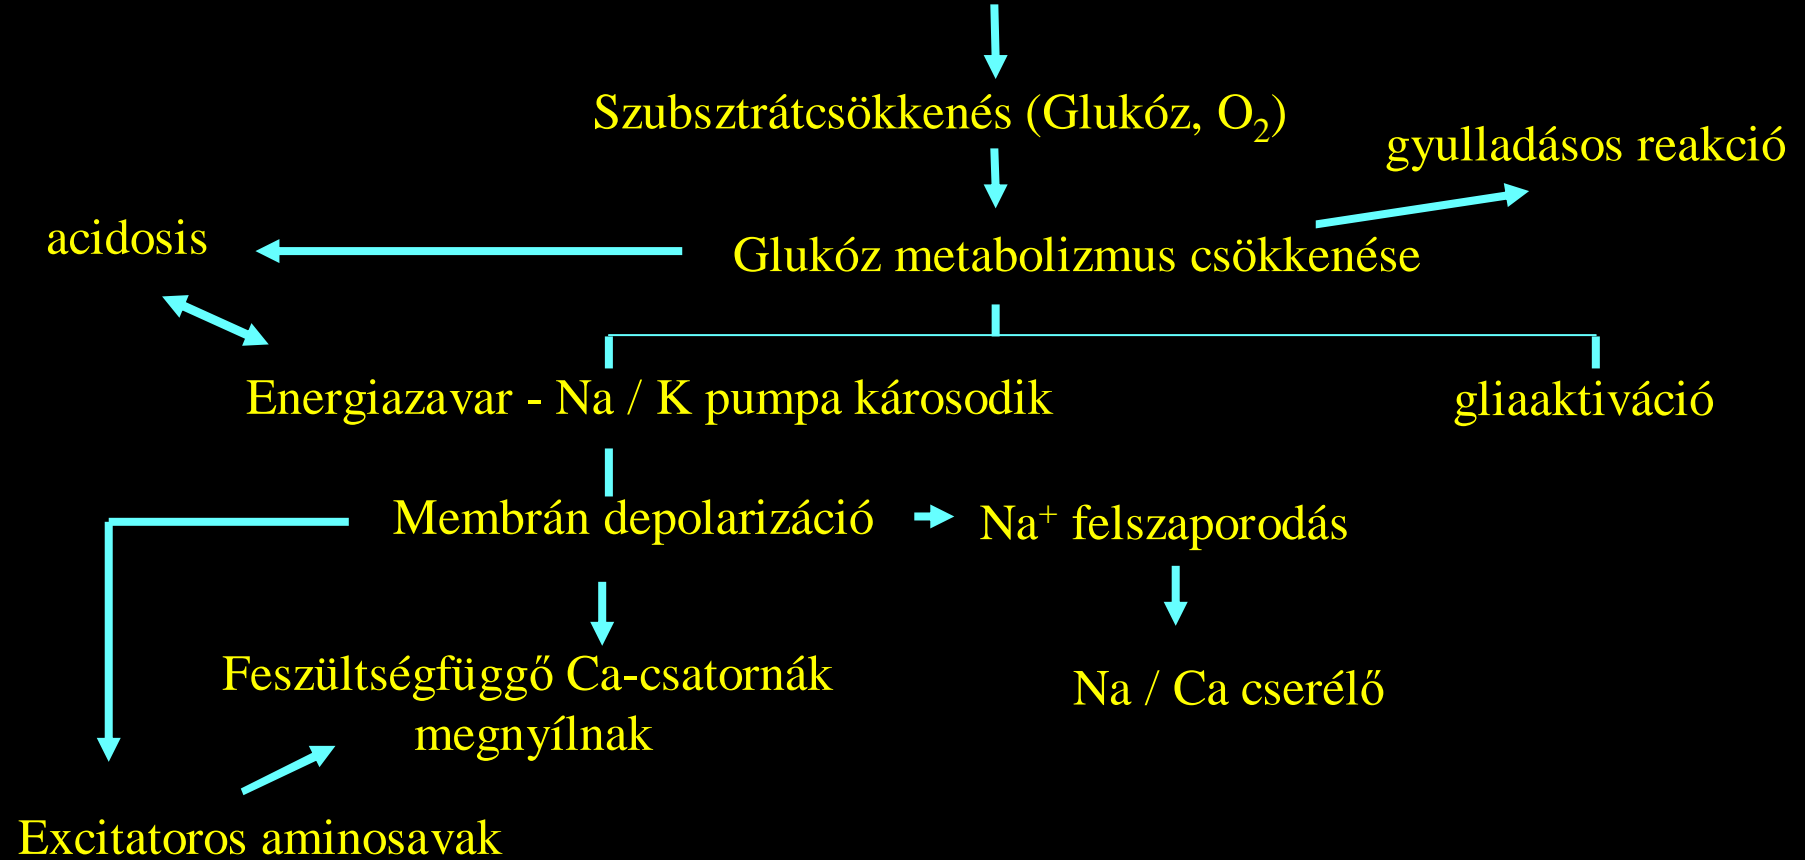 Szubsztrátcsökkenés (Glukóz, O₂)
gyulladásos reakció
acidosis
Glukóz metabolizmus csökkenése
Energiazavar - Na / K pumpa károsodik
gliaaktiváció
Membrán depolarizáció
Na⁺ felszaporodás
Feszültségfüggő Ca-csatornák
megnyílnak
Na / Ca cserélő
Excitatoros aminosavak